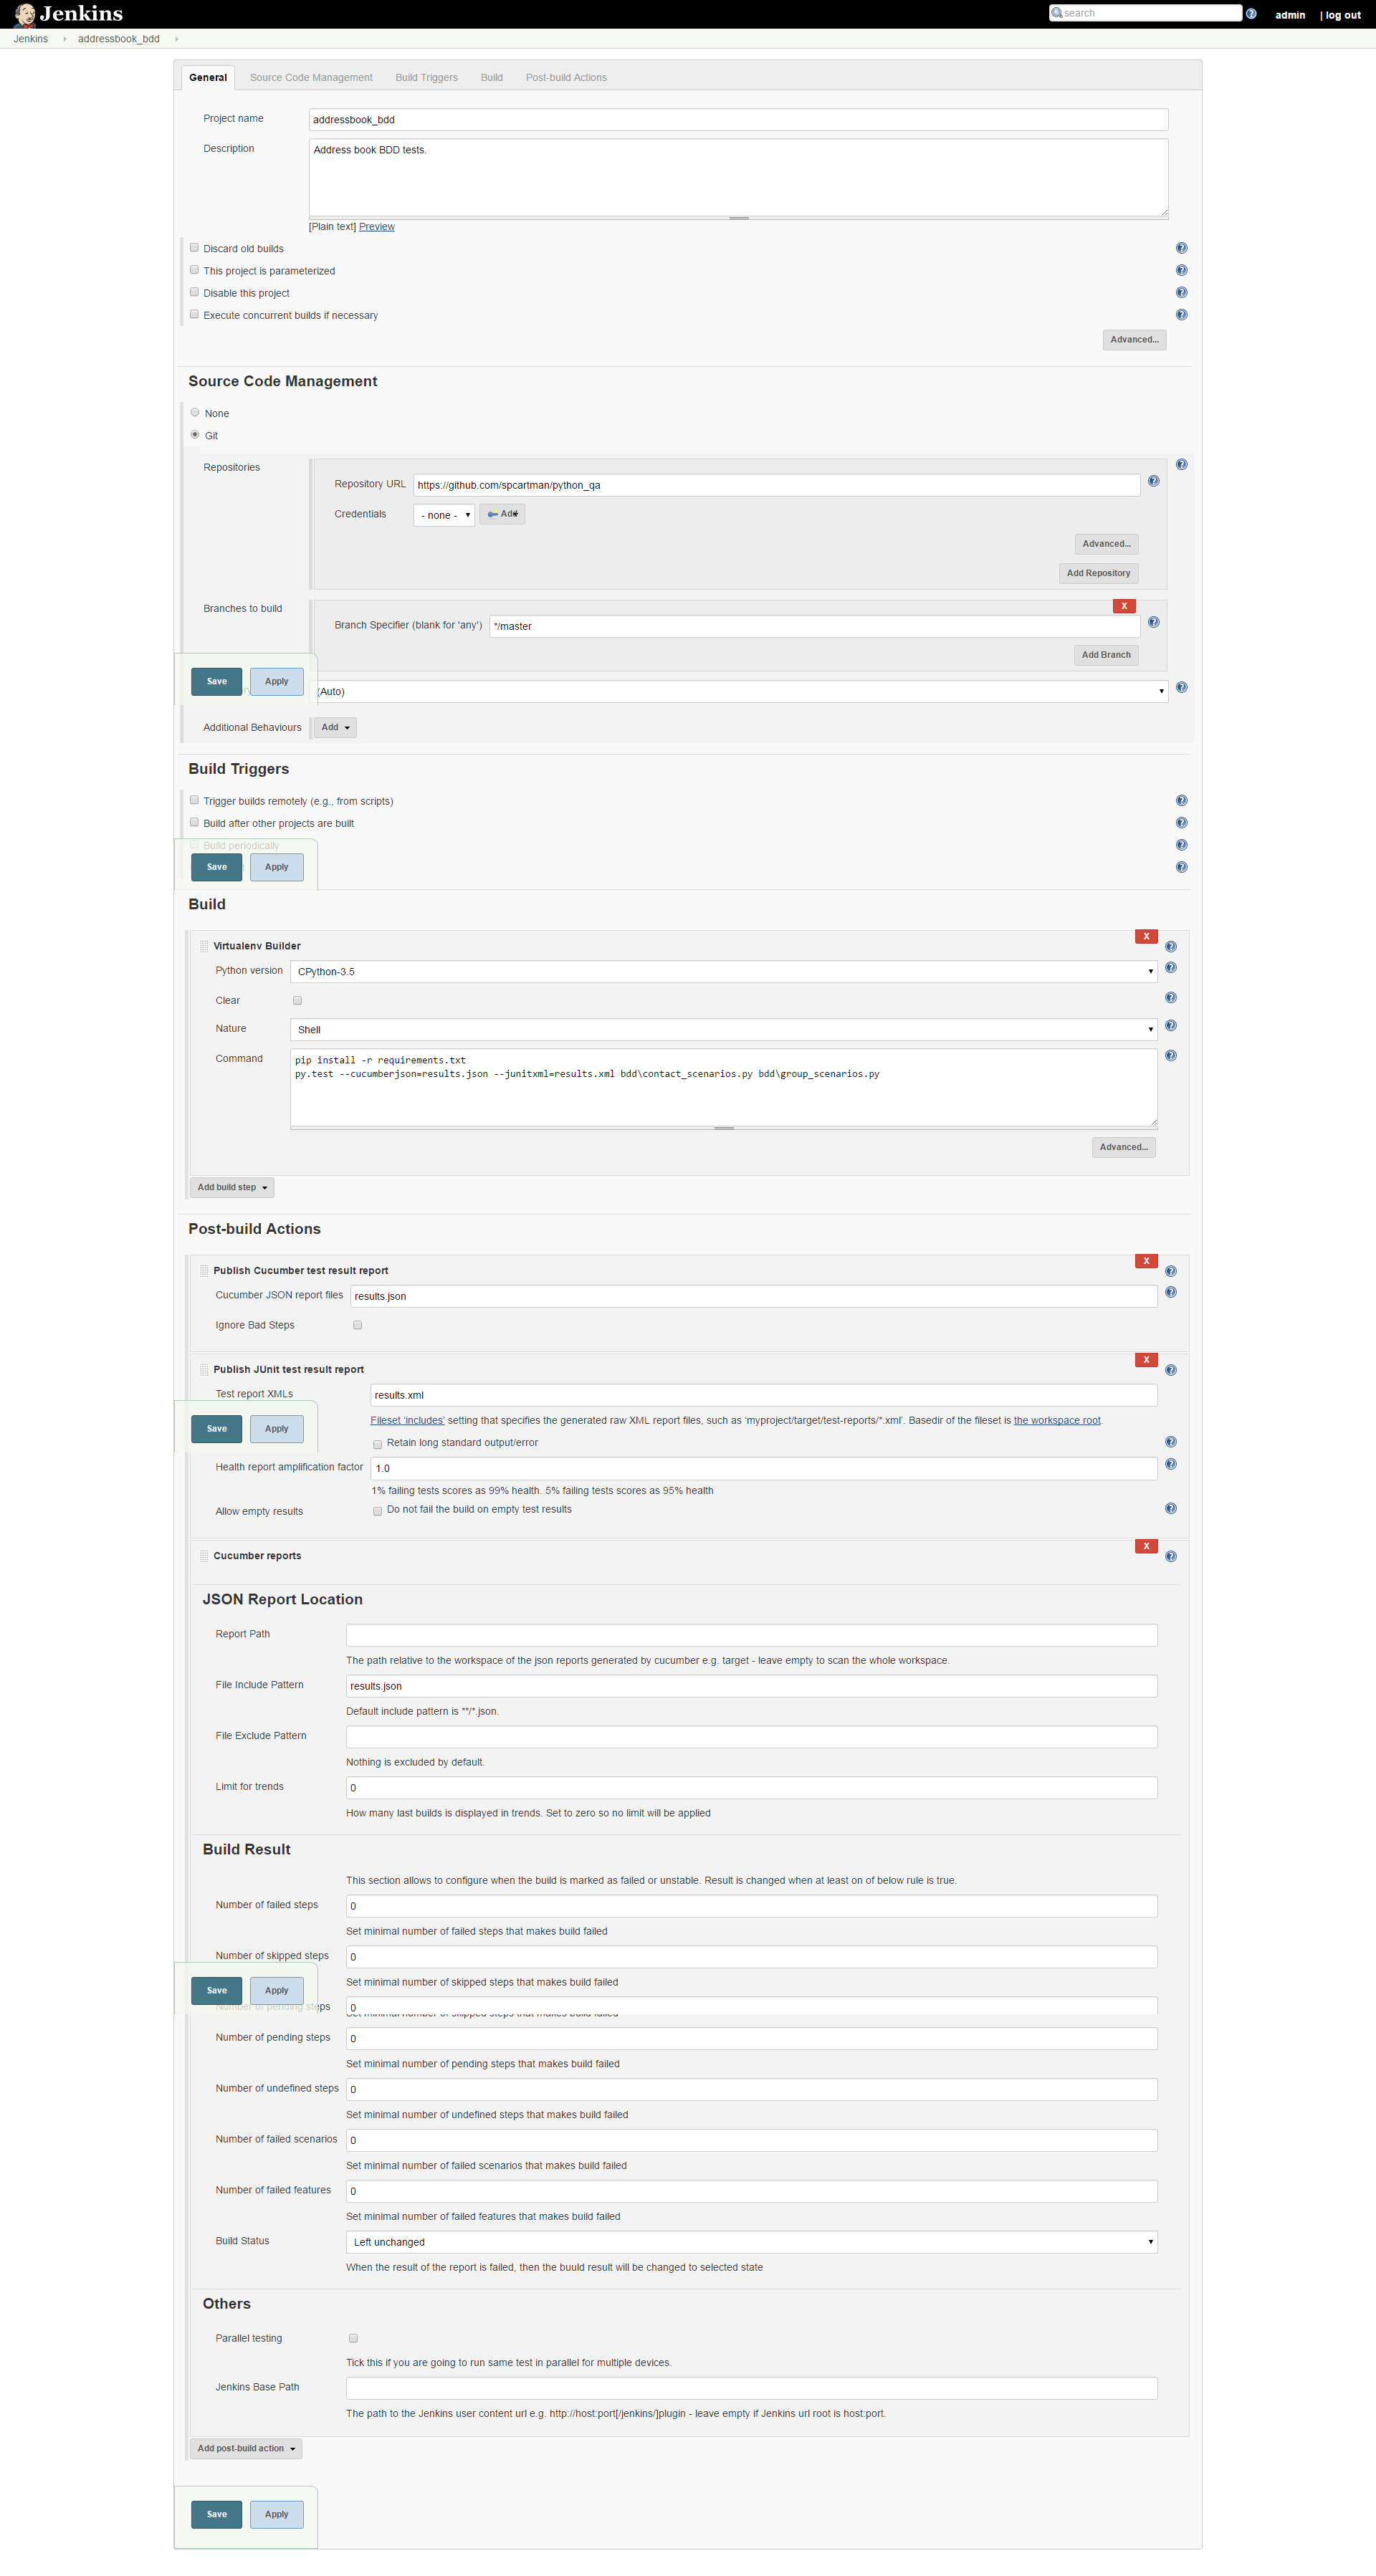 Jenkins
search
admin | log out
Jenkins addressbook_bdd
General Source Code Management Build Triggers Build Post-build Actions
Project name addressbook_bdd
Description Address book BDD tests.
[Plain text] Preview
Discard old builds
This project is parameterized
Disable this project
Execute concurrent builds if necessary
Advanced...
Source Code Management
None
Git
Repositories
Repository URL https://github.com/spcartman/python_qa
Credentials - none - Add
Advanced...
Add Repository
Branches to build
X
Branch Specifier (blank for 'any') */master
Add Branch
Save Apply
(Auto)
Additional Behaviours Add
Build Triggers
Trigger builds remotely (e.g., from scripts)
Build after other projects are built
Build periodically
Save Apply
Build
X
Virtualenv Builder
Python version CPython-3.5
Clear
Nature Shell
Command pip install -r requirements.txt
py.test --cucumberjson=results.json --junitxml=results.xml bdd\contact_scenarios.py bdd\group_scenarios.py
Advanced...
Add build step
Post-build Actions
X
Publish Cucumber test result report
Cucumber JSON report files results.json
Ignore Bad Steps
X
Publish JUnit test result report
Test report XMLs results.xml
Fileset 'includes' setting that specifies the generated raw XML report files, such as 'myproject/target/test-reports/*.xml'. Basedir of the fileset is the workspace root.
Save Apply
Retain long standard output/error
Health report amplification factor 1.0
1% failing tests scores as 99% health. 5% failing tests scores as 95% health
Allow empty results Do not fail the build on empty test results
X
Cucumber reports
JSON Report Location
Report Path
The path relative to the workspace of the json reports generated by cucumber e.g. target - leave empty to scan the whole workspace.
File Include Pattern results.json
Default include pattern is **/*.json.
File Exclude Pattern
Nothing is excluded by default.
Limit for trends 0
How many last builds is displayed in trends. Set to zero so no limit will be applied
Build Result
This section allows to configure when the build is marked as failed or unstable. Result is changed when at least on of below rule is true.
Number of failed steps 0
Set minimal number of failed steps that makes build failed
Number of skipped steps 0
Set minimal number of skipped steps that makes build failed
Save Apply
Number of pending steps 0
Set minimal number of skipped steps that makes build failed
Number of pending steps 0
Set minimal number of pending steps that makes build failed
Number of undefined steps 0
Set minimal number of undefined steps that makes build failed
Number of failed scenarios 0
Set minimal number of failed scenarios that makes build failed
Number of failed features 0
Set minimal number of failed features that makes build failed
Build Status Left unchanged
When the result of the report is failed, then the buuld result will be changed to selected state
Others
Parallel testing
Tick this if you are going to run same test in parallel for multiple devices.
Jenkins Base Path
The path to the Jenkins user content url e.g. http://host:port[/jenkins/]plugin - leave empty if Jenkins url root is host:port.
Add post-build action
Save Apply